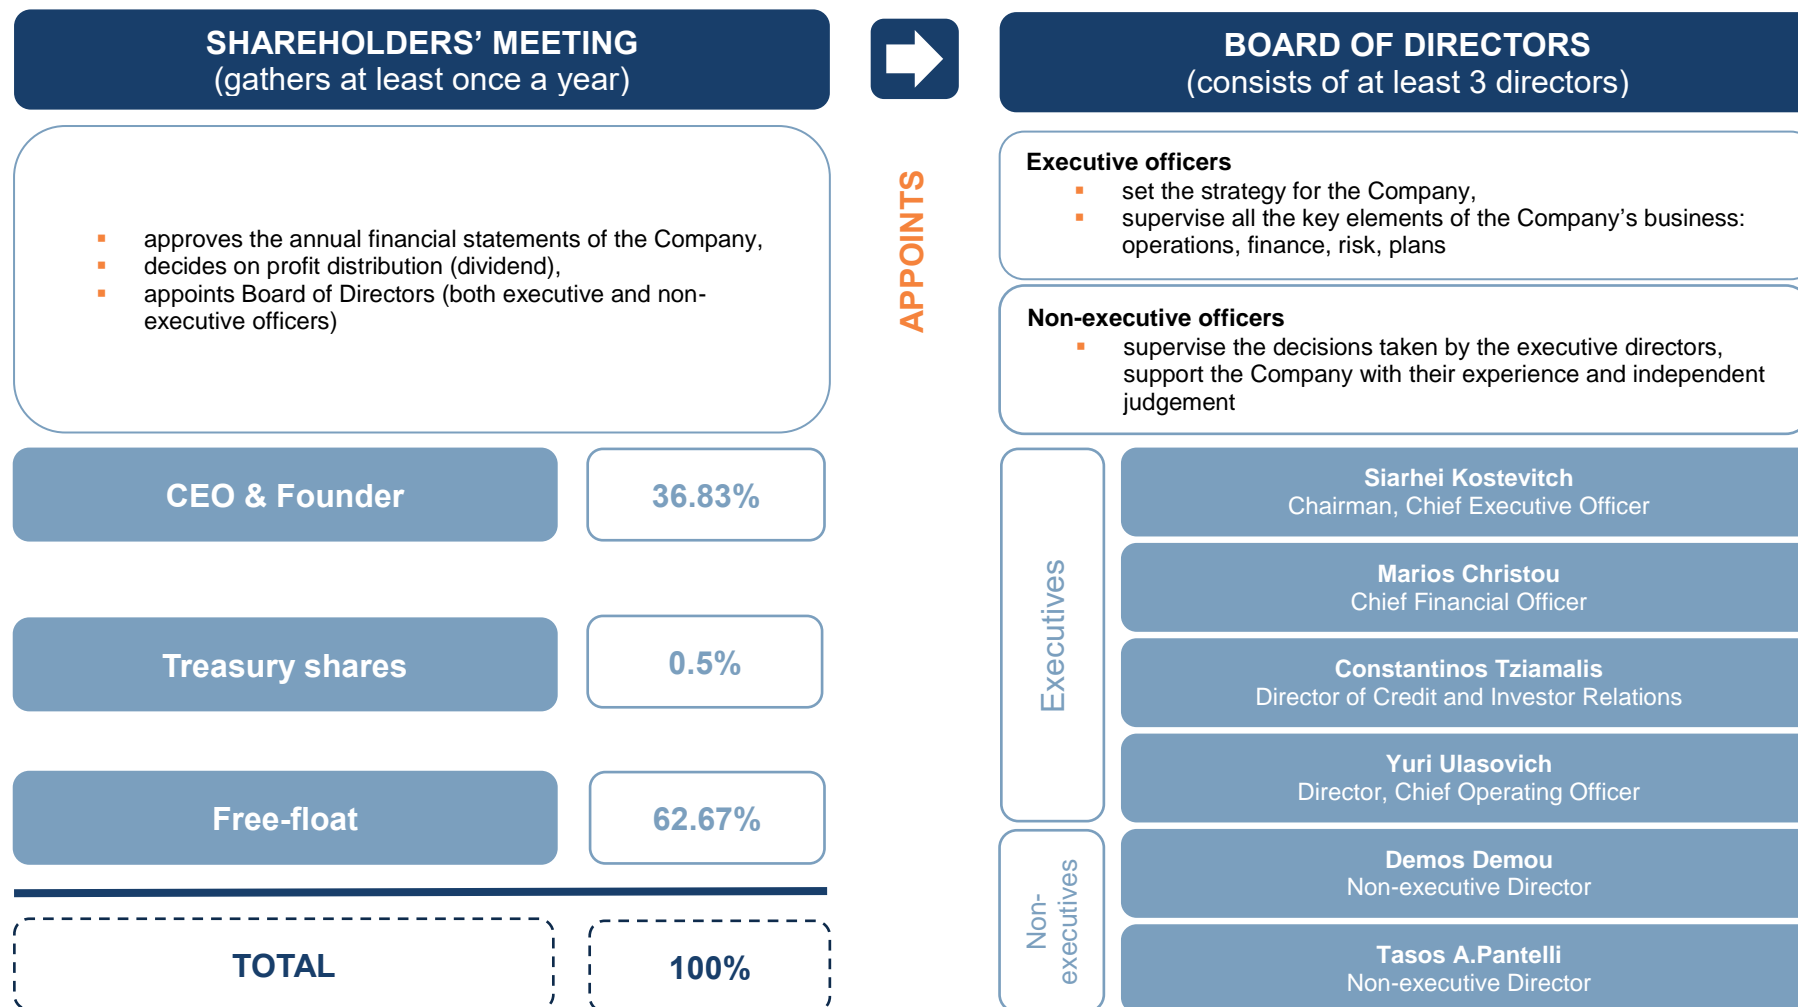 SHAREHOLDERS’ MEETING
(gathers at least once a year)
approves the annual financial statements of the Company,
decides on profit distribution (dividend),
appoints Board of Directors (both executive and non-
executive officers)
CEO & Founder
36.83%
Treasury shares
0.5%
Free-float
62.67%
TOTAL
100%
APPOINTS
BOARD OF DIRECTORS
(consists of at least 3 directors)
Executive officers
set the strategy for the Company,
supervise all the key elements of the Company’s business:
operations, finance, risk, plans
Non-executive officers
supervise the decisions taken by the executive directors,
support the Company with their experience and independent
judgement
Executives
Siarhei Kostevitch
Chairman, Chief Executive Officer
Marios Christou
Chief Financial Officer
Constantinos Tziamalis
Director of Credit and Investor Relations
Yuri Ulasovich
Director, Chief Operating Officer
Non-
executives
Demos Demou
Non-executive Director
Tasos A.Pantelli
Non-executive Director